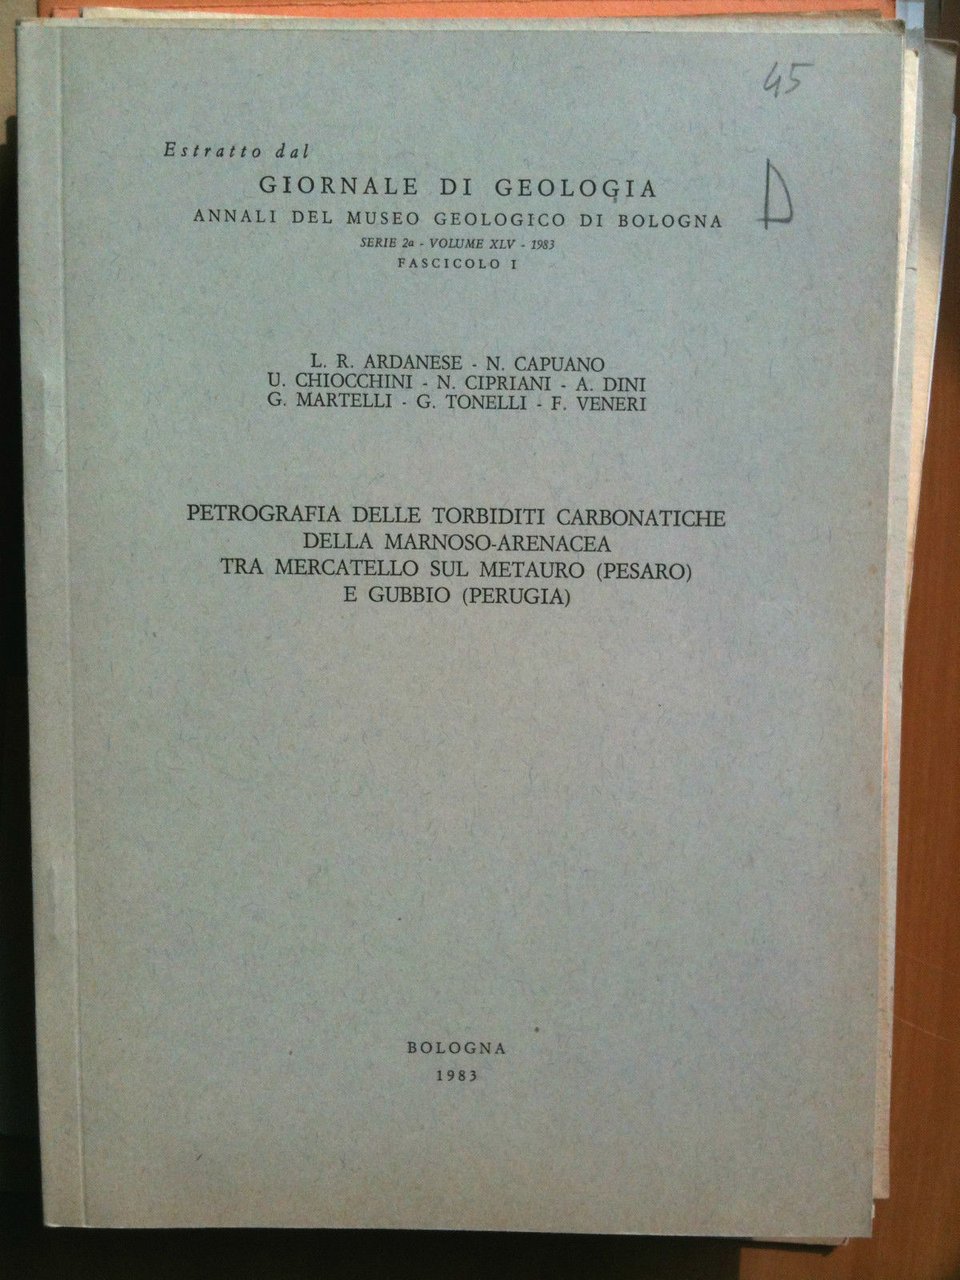 45
Estratto dal
D
GIORNALE DI GEOLOGIA
ANNALI DEL MUSEO GEOLOGICO DI BOLOGNA
SERIE 2a - VOLUME XLV - 1983
FASCICOLO I
L. R. ARDANESE - N. CAPUANO
U. CHIOCCHINI - N. CIPRIANI - A. DINI
G. MARTELLI - G. TONELLI - F. VENERI
PETROGRAFIA DELLE TORBIDITI CARBONATICHE
DELLA MARNOSO-ARENACEA
TRA MERCATELLO SUL METAURO (PESARO)
E GUBBIO (PERUGIA)
BOLOGNA
1983